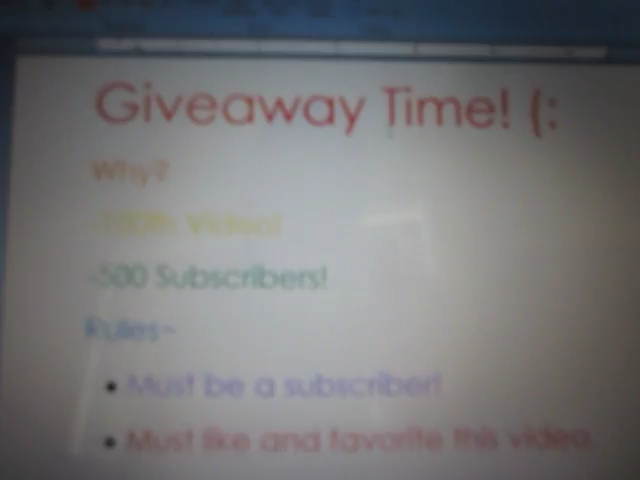 Giveaway Time! (:
Why?
-100th Video!
-500 Subscribers!
Rules~
• Must be a subscriber!
• Must like and favorite this video.